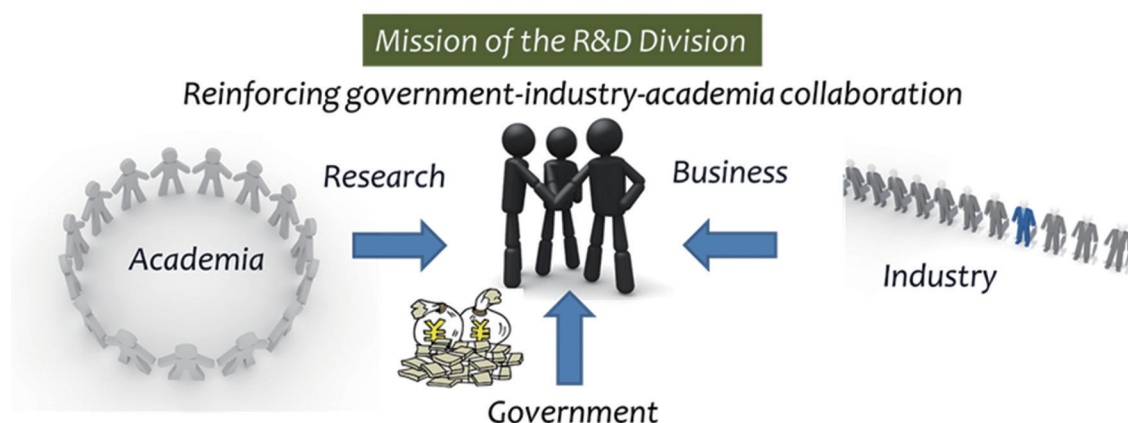 Mission of the R&D Division
Reinforcing government-industry-academia collaboration
Research
Business
Academia
Industry
¥ ¥
Government